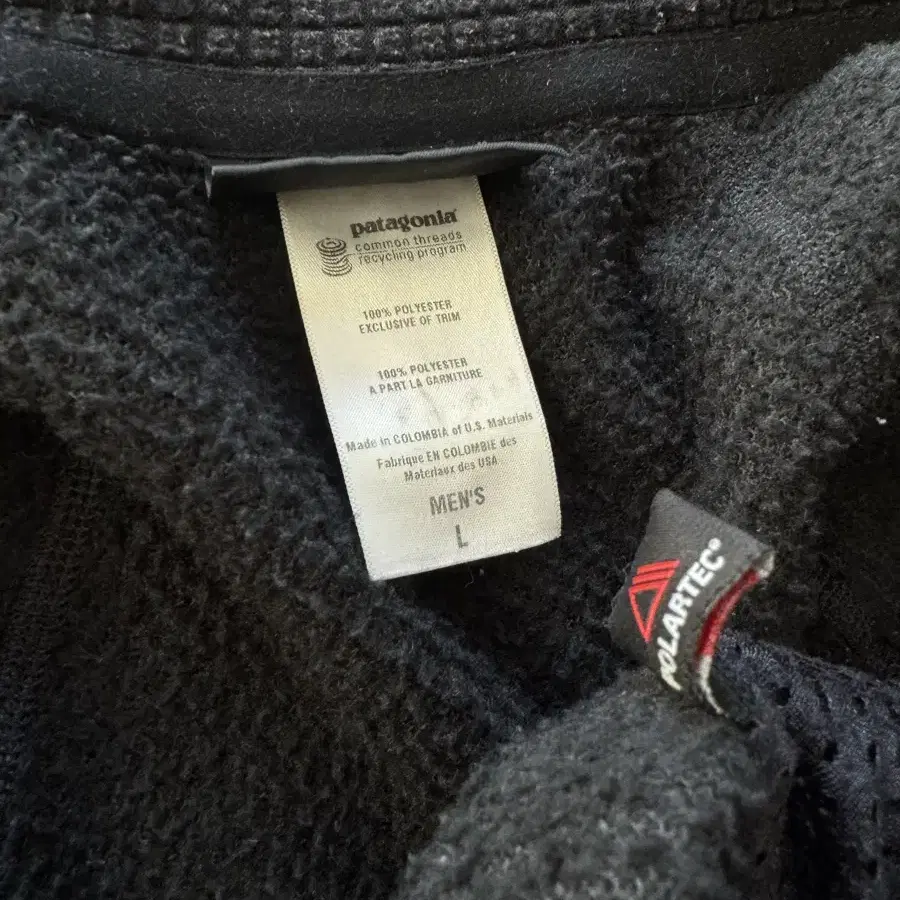 patagonia®
common threads
recycling program
100% POLYESTER
EXCLUSIVE OF TRIM
100% POLYESTER
A PART LA GARNITURE
Made in COLOMBIA of U.S. Materials
Fabrique EN COLOMBIE des
Materiaux des USA
MEN'S
L
POLARTEC®